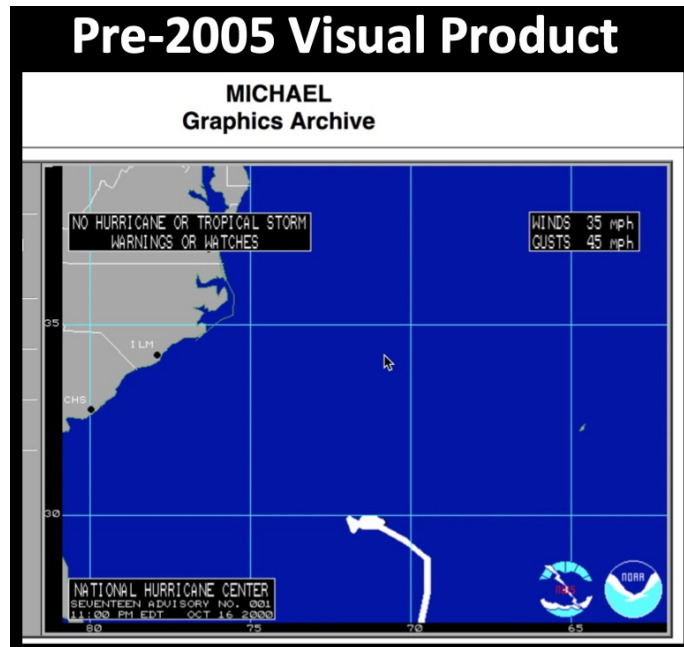 Pre-2005 Visual Product
MICHAEL
Graphics Archive
NO HURRICANE OR TROPICAL STORM
WARNINGS OR WATCHES
WINDS 35 mph
GUSTS 45 mph
35
ILM
CHS
30
NATIONAL HURRICANE CENTER
SEVENTEEN ADVISORY NO. 001
11:00 PM EDT OCT 16 2000
NWS
NOAA
80
75
70
65